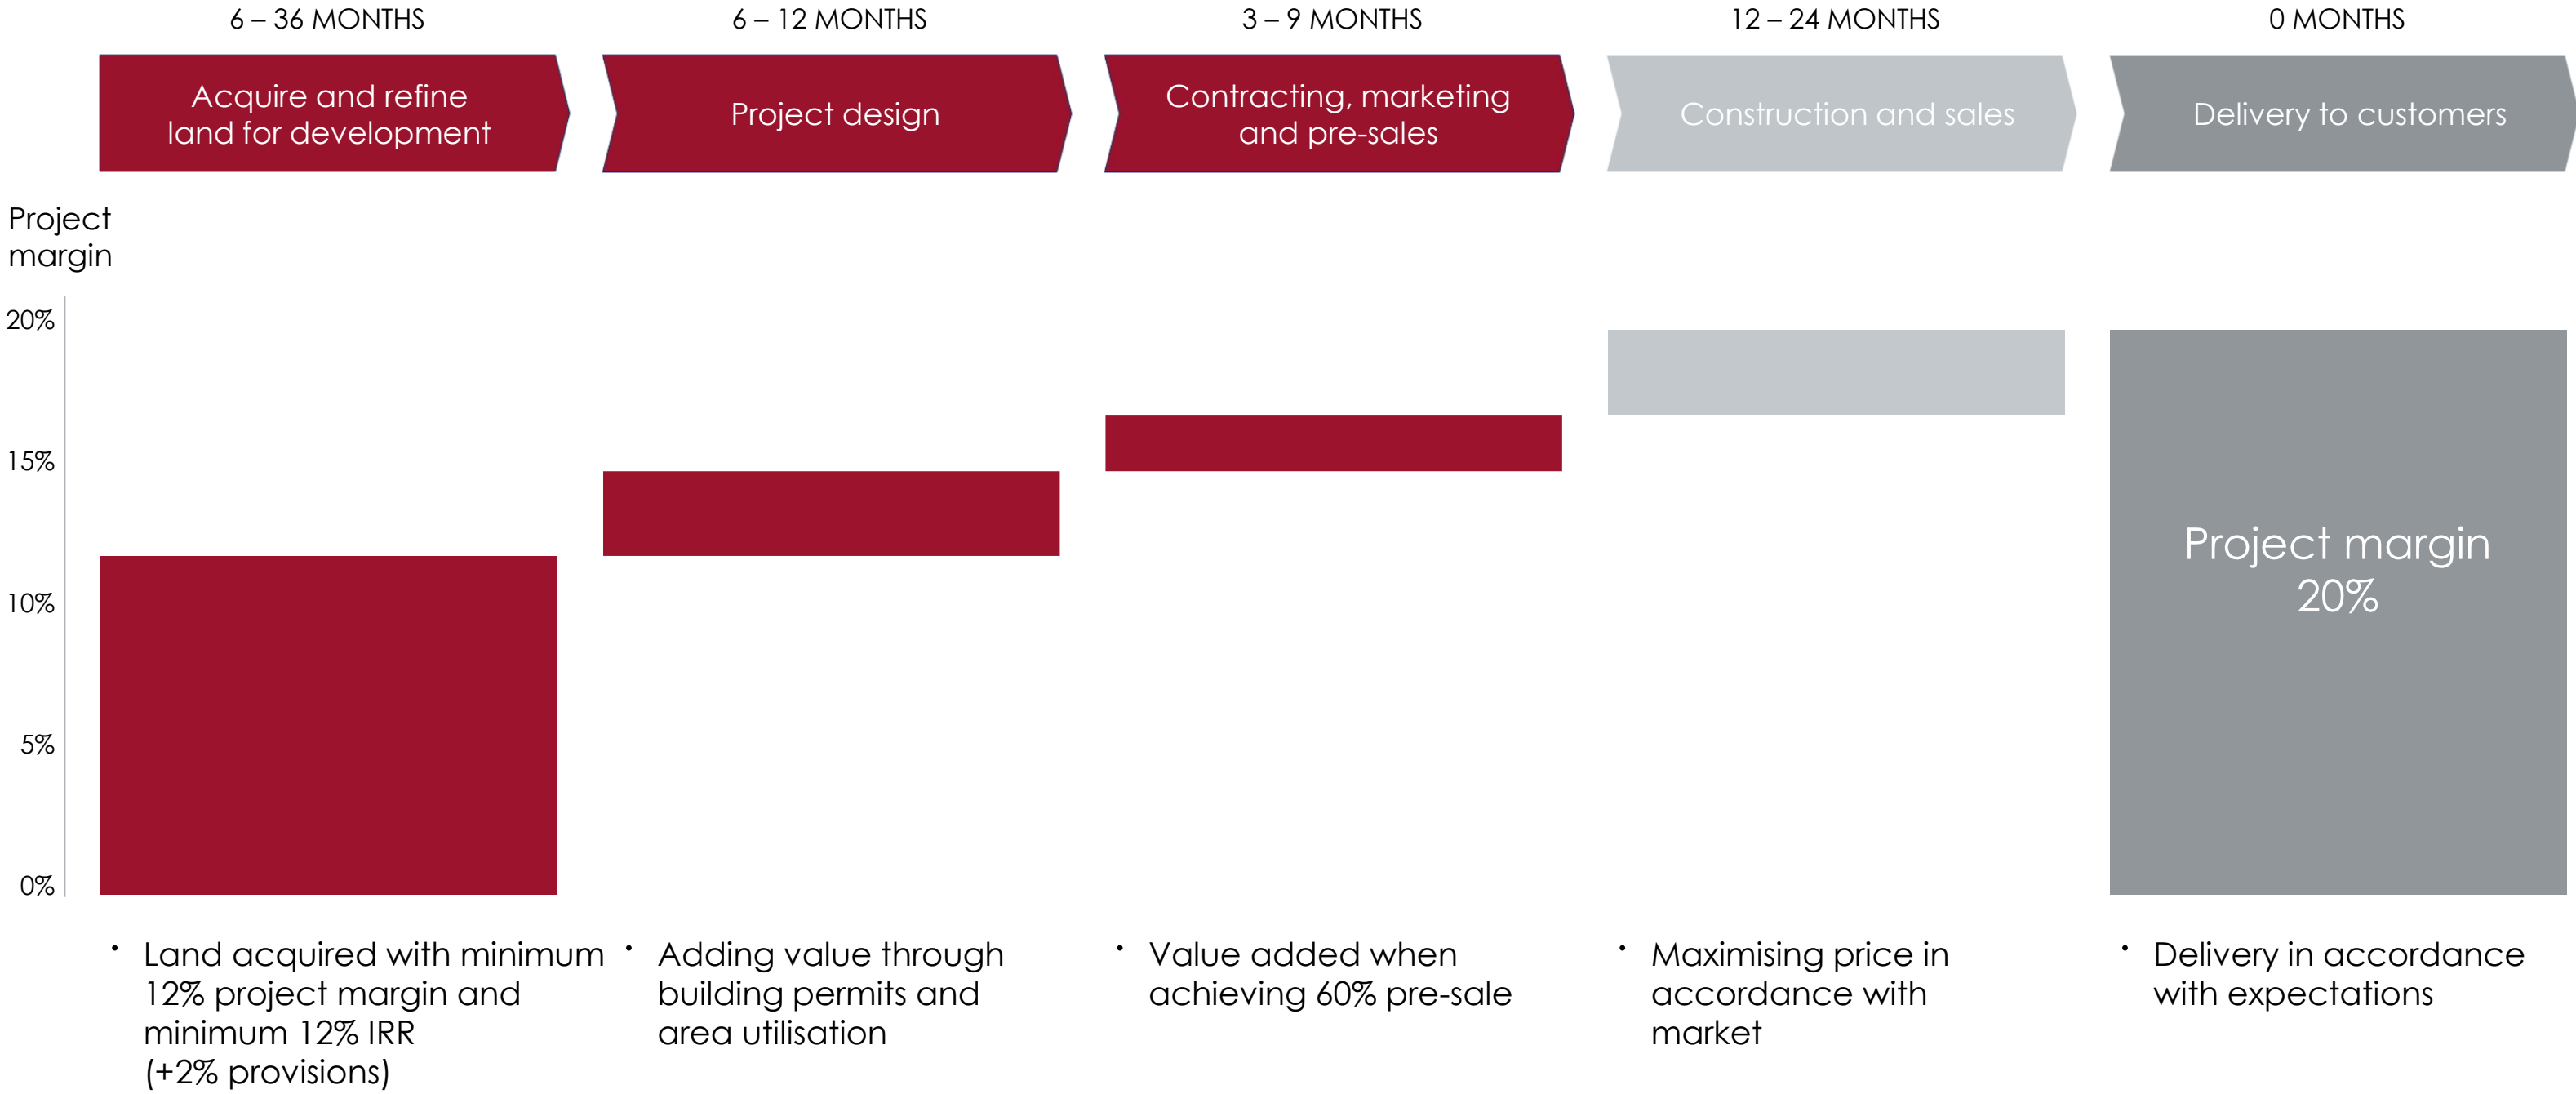 6 – 36 MONTHS
6 – 12 MONTHS
3 – 9 MONTHS
12 – 24 MONTHS
0 MONTHS
Acquire and refine
land for development
Project design
Contracting, marketing
and pre-sales
Construction and sales
Delivery to customers
Project
margin
20%
15%
10%
5%
0%
Project margin
20%
• Land acquired with minimum
12% project margin and
minimum 12% IRR
(+2% provisions)
• Adding value through
building permits and
area utilisation
• Value added when
achieving 60% pre-sale
• Maximising price in
accordance with
market
• Delivery in accordance
with expectations